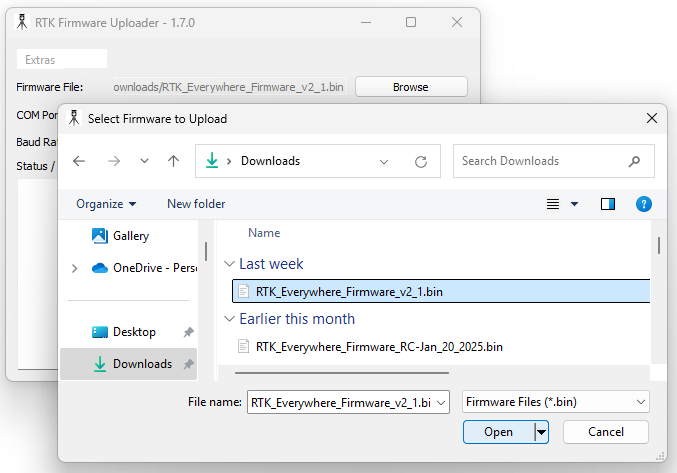 RTK Firmware Uploader - 1.7.0
Extras
Firmware File: ownloads/RTK_Everywhere_Firmware_v2_1.bin Browse
COM Por
Baud Rat
Status /
Select Firmware to Upload
Downloads Search Downloads
Organize New folder ?
Gallery
OneDrive - Perso
Desktop
Downloads
Name
Last week
RTK_Everywhere_Firmware_v2_1.bin
Earlier this month
RTK_Everywhere_Firmware_RC-Jan_20_2025.bin
File name: RTK_Everywhere_Firmware_v2_1.bi Firmware Files (*.bin)
Open Cancel